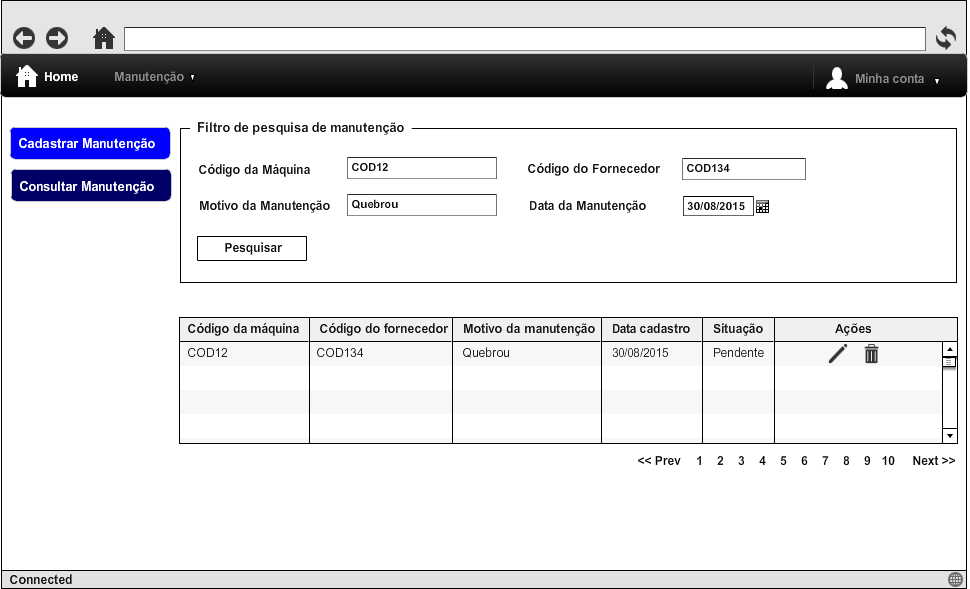 Home Manutenção Minha conta
Cadastrar Manutenção
Consultar Manutenção
Filtro de pesquisa de manutenção
Código da Máquina COD12 Código do Fornecedor COD134
Motivo da Manutenção Quebrou Data da Manutenção 30/08/2015
Pesquisar
Código da máquina Código do fornecedor Motivo da manutenção Data cadastro Situação Ações
COD12 COD134 Quebrou 30/08/2015 Pendente
<< Prev 1 2 3 4 5 6 7 8 9 10 Next >>
Connected